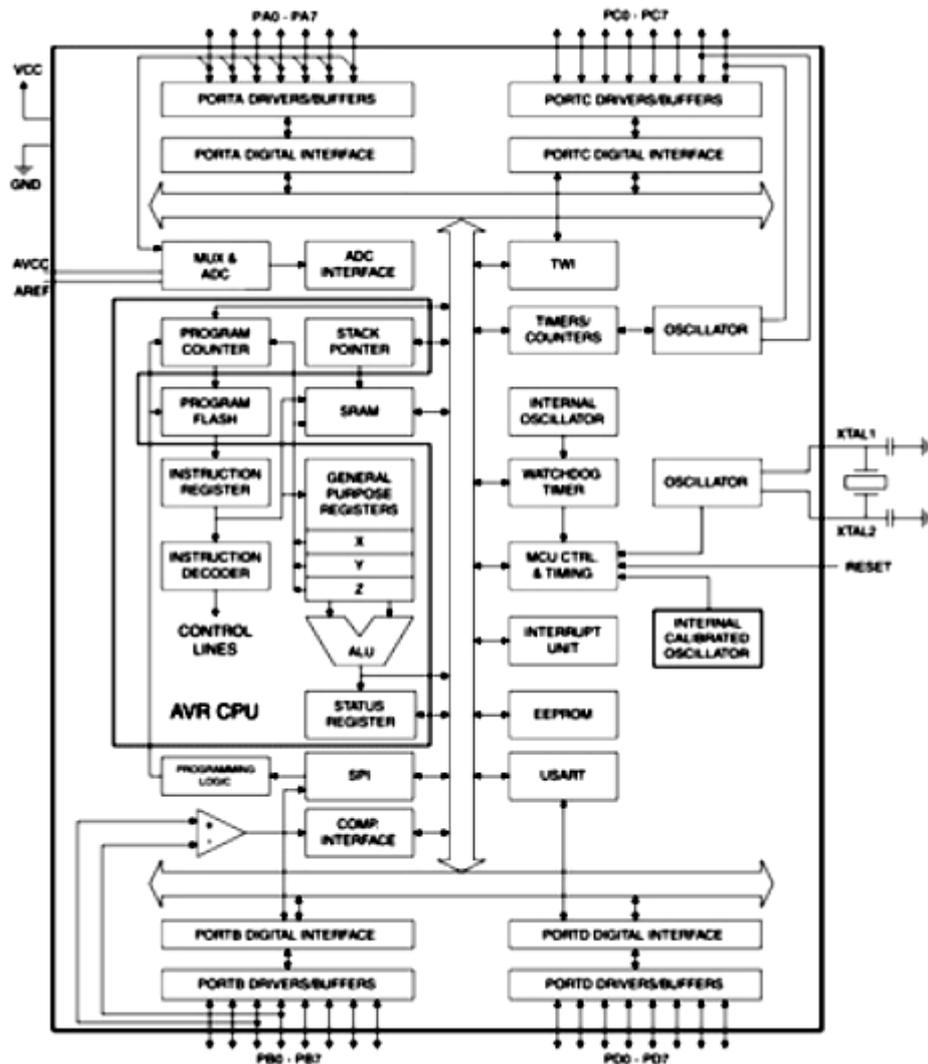 PA0 - PA7
PC0 - PC7
VCC
PORTA DRIVERS/BUFFERS
PORTC DRIVERS/BUFFERS
PORTA DIGITAL INTERFACE
PORTC DIGITAL INTERFACE
GND
AVCC
AREF
MUX &
ADC
ADC
INTERFACE
TWI
PROGRAM
COUNTER
STACK
POINTER
TIMERS/
COUNTERS
OSCILLATOR
PROGRAM
FLASH
SRAM
INTERNAL
OSCILLATOR
XTAL1
INSTRUCTION
REGISTER
GENERAL
PURPOSE
REGISTERS
WATCHDOG
TIMER
OSCILLATOR
XTAL2
X
Y
Z
INSTRUCTION
DECODER
MCU CTRL.
& TIMING
RESET
CONTROL
LINES
ALU
INTERRUPT
UNIT
INTERNAL
CALIBRATED
OSCILLATOR
AVR CPU
STATUS
REGISTER
EEPROM
PROGRAMMING
LOGIC
SPI
USART
+
-
COMP.
INTERFACE
PORTB DIGITAL INTERFACE
PORTD DIGITAL INTERFACE
PORTB DRIVERS/BUFFERS
PORTD DRIVERS/BUFFERS
PB0 - PB7
PD0 - PD7